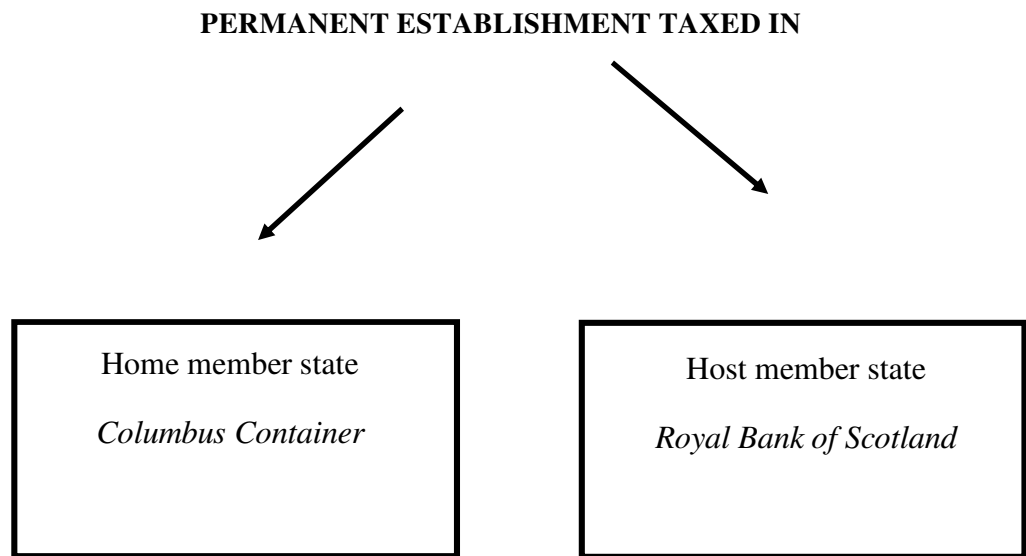 PERMANENT ESTABLISHMENT TAXED IN
Home member state
Columbus Container
Host member state
Royal Bank of Scotland